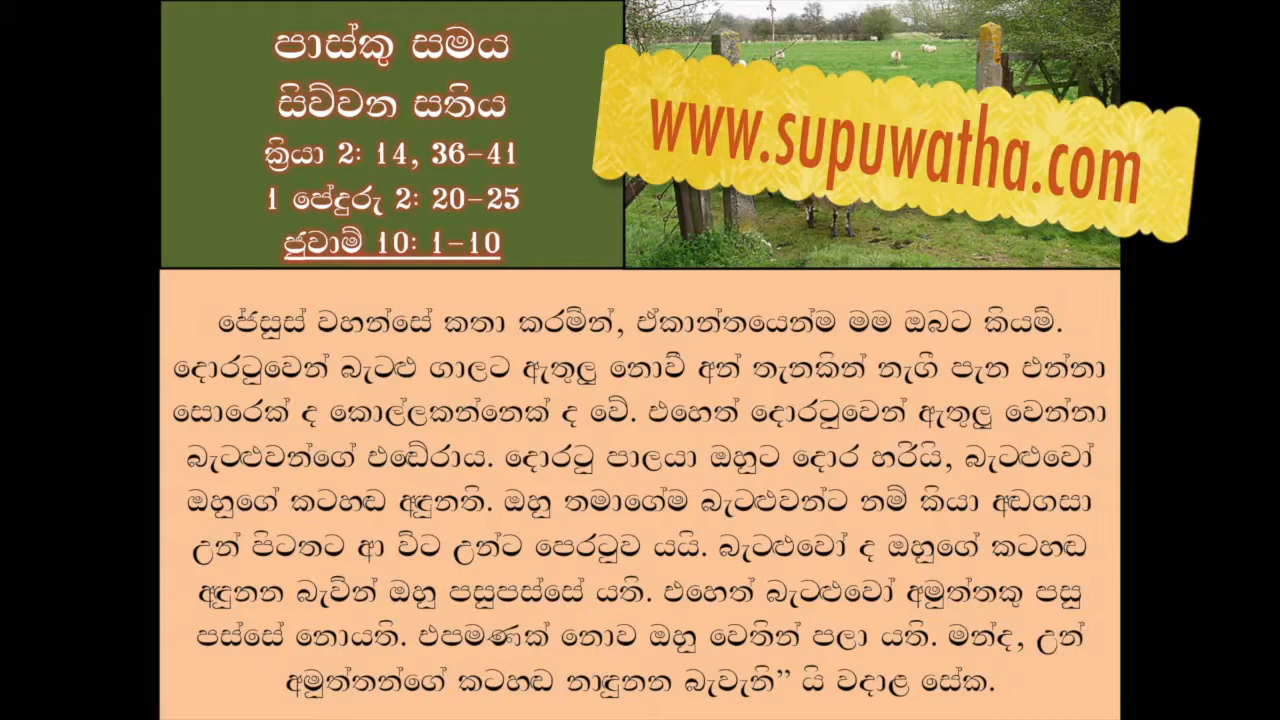 පාස්කු සමය
සිව්වන සතිය
ක්‍රියා 2: 14, 36-41
1 පේදුරු 2: 20-25
ජුවාම් 10: 1-10
www.supuwatha.com
ජේසුස් වහන්සේ කතා කරමින්, ඒකාන්තයෙන්ම මම ඔබට කියම්.
දොරටුවෙන් බැටළු ගාලට ඇතුලු නොවී අන් තැනකින් නැගී පැන එන්නා
සොරෙක් ද කොල්ලකන්නෙක් ද වේ. එහෙත් දොරටුවෙන් ඇතුලු වෙන්නා
බැටළුවන්ගේ එඬේරාය. දොරටු පාලයා ඔහුට දොර හරියි, බැටළුවෝ
ඔහුගේ කටහඬ අඳුනති. ඔහු තමාගේම බැටළුවන්ට නම් කියා අඬගසා
උන් පිටතට ආ විට උන්ට පෙරටුව යයි. බැටළුවෝ ද ඔහුගේ කටහඬ
අඳුනන බැවින් ඔහු පසුපස්සේ යති. එහෙත් බැටළුවෝ අමුත්තකු පසු
පස්සේ නොයති. එපමණක් නොව ඔහු වෙතින් පලා යති. මන්ද, උන්
අමුත්තන්ගේ කටහඬ නාඳුනන බැවැනි” යි වදාළ සේක.